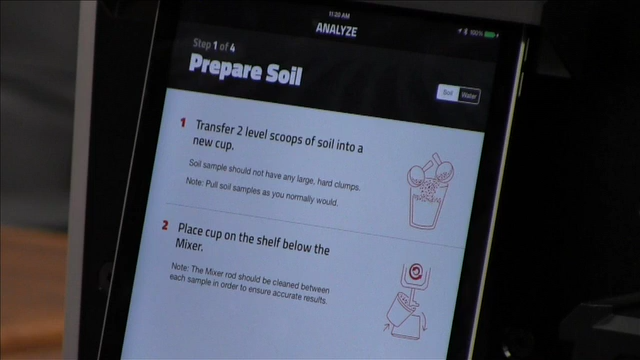 11:20 AM
100%
ANALYZE
Step 1 of 4
Prepare Soil
Soil Water
1 Transfer 2 level scoops of soil into a
new cup.
Soil sample should not have any large, hard clumps.
Note: Pull soil samples as you normally would.
2 Place cup on the shelf below the
Mixer.
Note: The Mixer rod should be cleaned between
each sample in order to ensure accurate results.